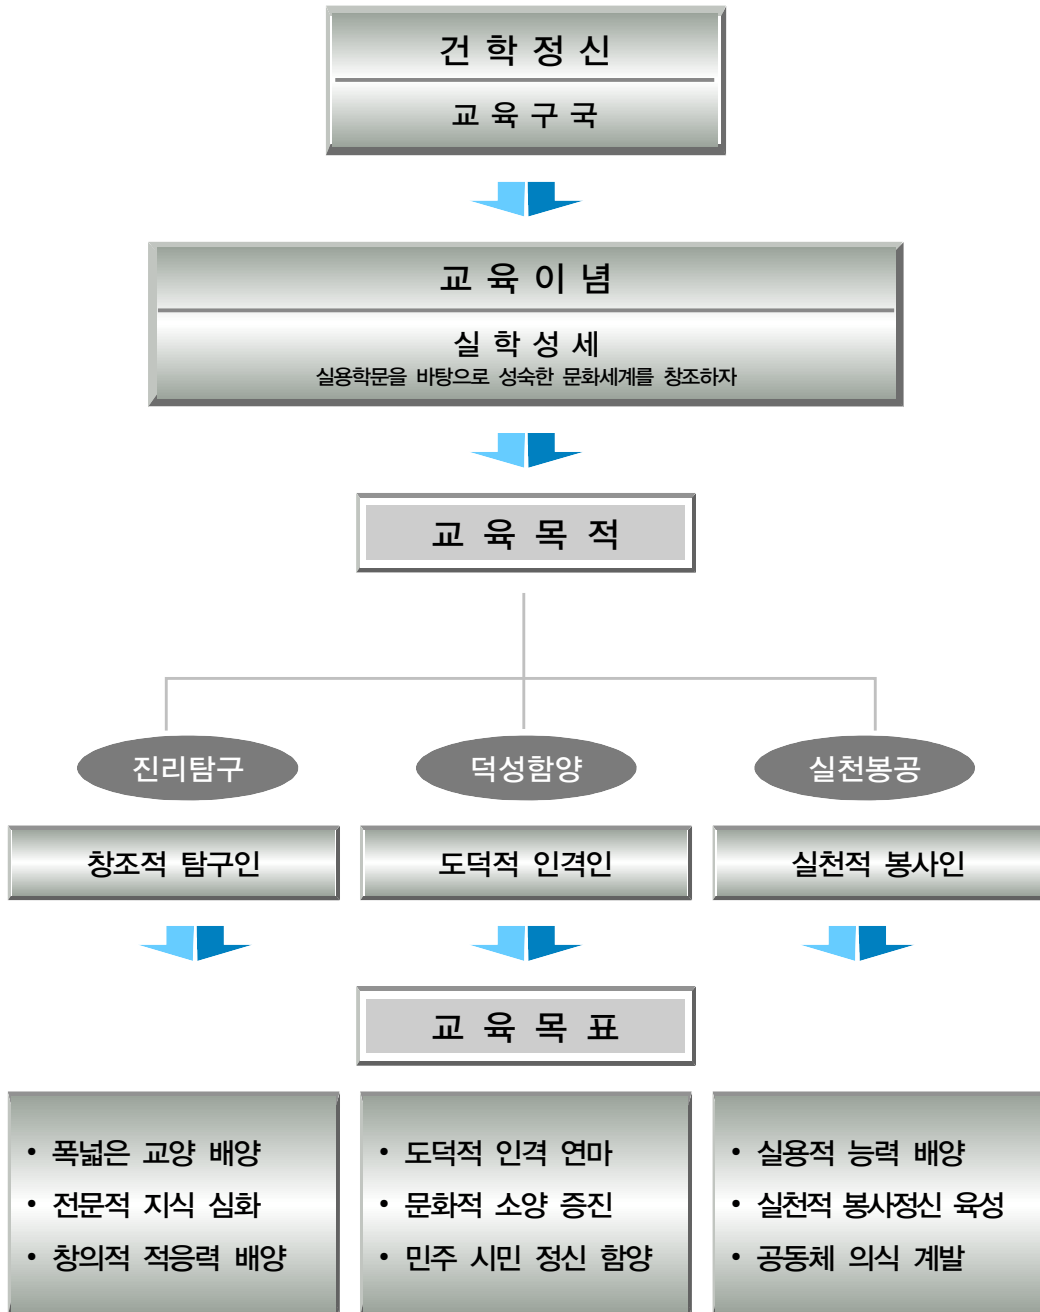 건 학 정 신
교 육 구 국
교 육 이 념
실 학 성 세
실용학문을 바탕으로 성숙한 문화세계를 창조하자
교 육 목 적
진리탐구
덕성함양
실천봉공
창조적 탐구인
도덕적 인격인
실천적 봉사인
교 육 목 표
• 폭넓은 교양 배양
• 전문적 지식 심화
• 창의적 적응력 배양
• 도덕적 인격 연마
• 문화적 소양 증진
• 민주 시민 정신 함양
• 실용적 능력 배양
• 실천적 봉사정신 육성
• 공동체 의식 계발